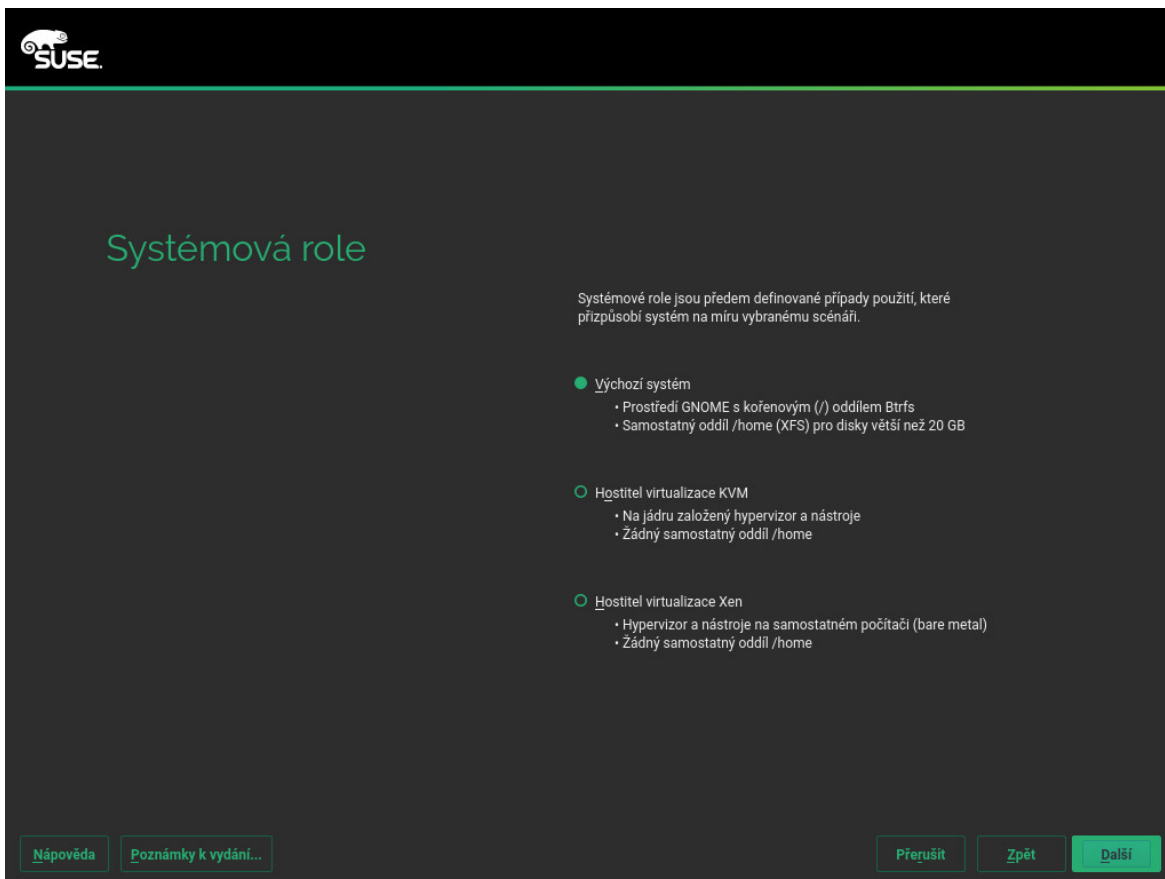 SUSE.
Systémová role
Systémové role jsou předem definované případy použití, které
přizpůsobí systém na míru vybranému scénáři.
Výchozí systém
• Prostředí GNOME s kořenovým (/) oddílem Btrfs
• Samostatný oddíl /home (XFS) pro disky větší než 20 GB
Hostitel virtualizace KVM
• Na jádru založený hypervizor a nástroje
• Žádný samostatný oddíl /home
Hostitel virtualizace Xen
• Hypervizor a nástroje na samostatném počítači (bare metal)
• Žádný samostatný oddíl /home
Nápověda
Poznámky k vydání...
Přerušit
Zpět
Další